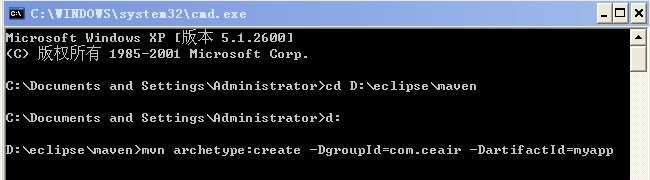 C:\WINDOWS\system32\cmd.exe
Microsoft Windows XP [版本 5.1.2600]
(C) 版权所有 1985-2001 Microsoft Corp.
C:\Documents and Settings\Administrator>cd D:\eclipse\maven
C:\Documents and Settings\Administrator>d:
D:\eclipse\maven>mvn archetype:create -DgroupId=com.ceair -DartifactId=myapp